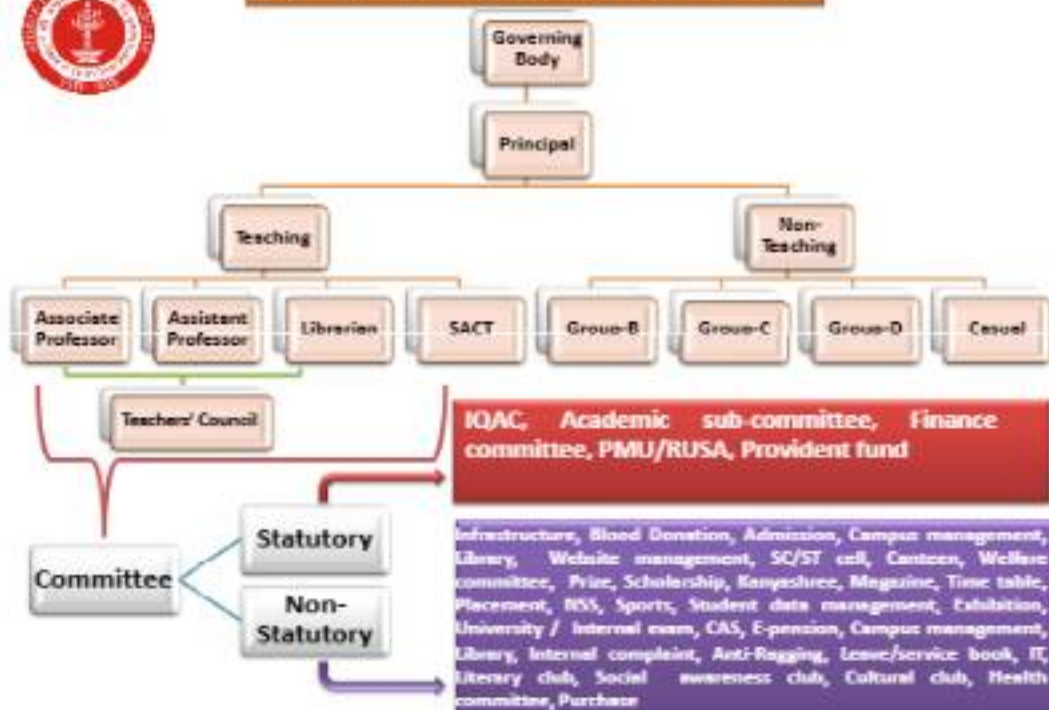 Governing
Body
Principal
Teaching
Non-
Teaching
Associate
Professor
Assistant
Professor
Librarian
SACT
Group-B
Group-C
Group-D
Casual
Teachers' Council
IQAC, Academic sub-committee, Finance
committee, PMU/RUSA, Provident fund
Committee
Statutory
Non-
Statutory
Infrastructure, Blood Donation, Admission, Campus management,
Library, Website management, SC/ST cell, Canteen, Welfare
committee, Prize, Scholarship, Kanyashree, Magazine, Time table,
Placement, NSS, Sports, Student data management, Exhibition,
University / Internal exam, CAS, E-pension, Campus management,
Library, Internal complaint, Anti-Ragging, Leave/service book, IT,
Literary club, Social awareness club, Cultural club, Health
committee, Purchase